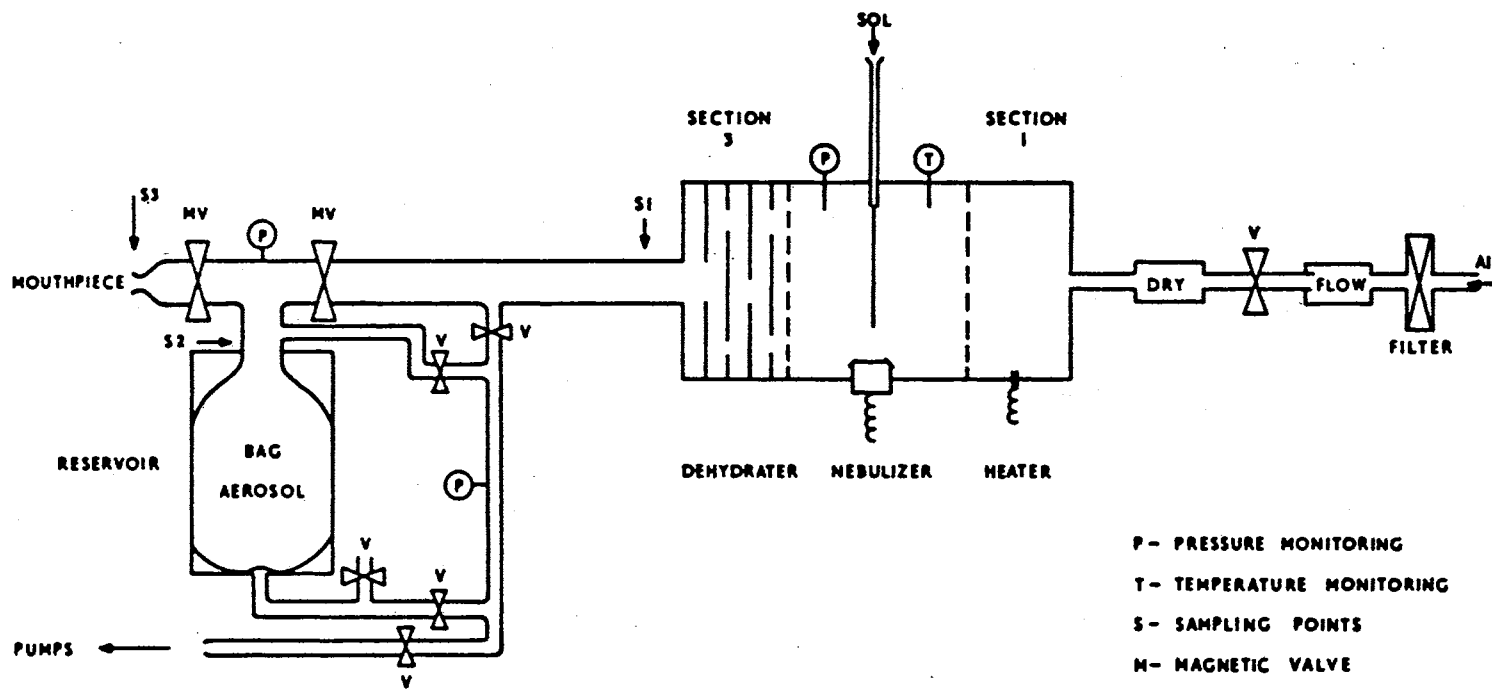 SOL
SECTION
3
SECTION
1
P
T
S3
MV
MV
S1
P
V
AI
MOUTHPIECE
DRY
FLOW
V
V
S2
FILTER
BAG
AEROSOL
RESERVOIR
DEHYDRATER
NEBULIZER
HEATER
P
V
V
P – PRESSURE MONITORING
T – TEMPERATURE MONITORING
S – SAMPLING POINTS
M – MAGNETIC VALVE
PUMPS
V